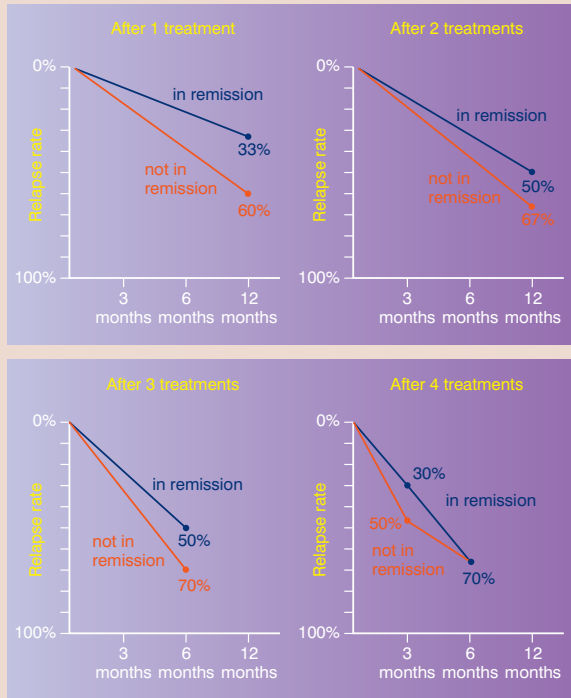 After 1 treatment
0%
in remission
33%
not in
remission
60%
Relapse rate
100%
3 6 12
months months months
After 2 treatments
0%
in remission
50%
not in
remission
67%
Relapse rate
100%
3 6 12
months months months
After 3 treatments
0%
in remission
50%
not in
remission
70%
Relapse rate
100%
3 6 12
months months months
After 4 treatments
0%
30%
in remission
50%
not in
remission
70%
Relapse rate
100%
3 6 12
months months months